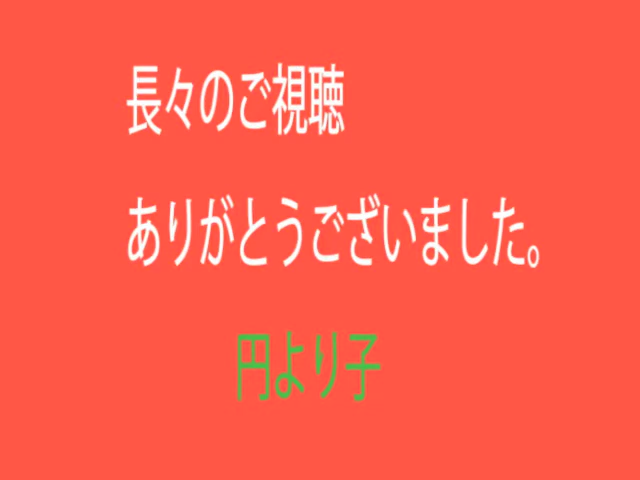 長々のご視聴
ありがとうございました。
円より子